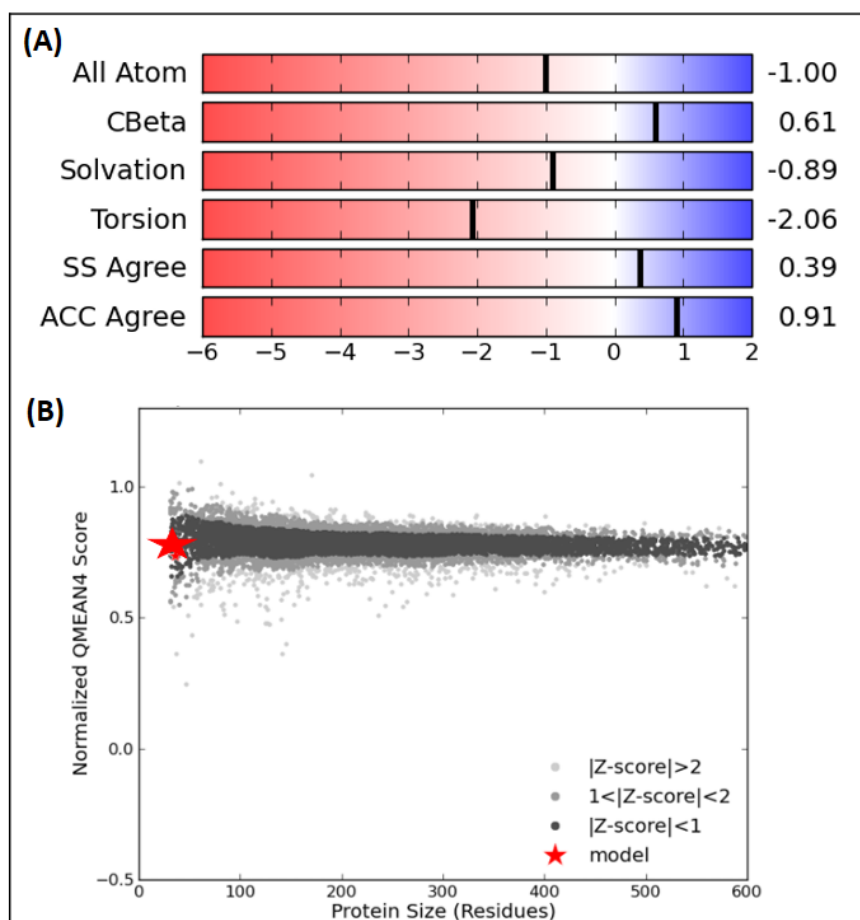 (A)
All Atom -1.00
CBeta 0.61
Solvation -0.89
Torsion -2.06
SS Agree 0.39
ACC Agree 0.91
−6 −5 −4 −3 −2 −1 0 1 2
(B)
Normalized QMEAN4 Score
1.0
0.5
0.0
−0.5
|Z-score|>2
1<|Z-score|<2
|Z-score|<1
model
0 100 200 300 400 500 600
Protein Size (Residues)